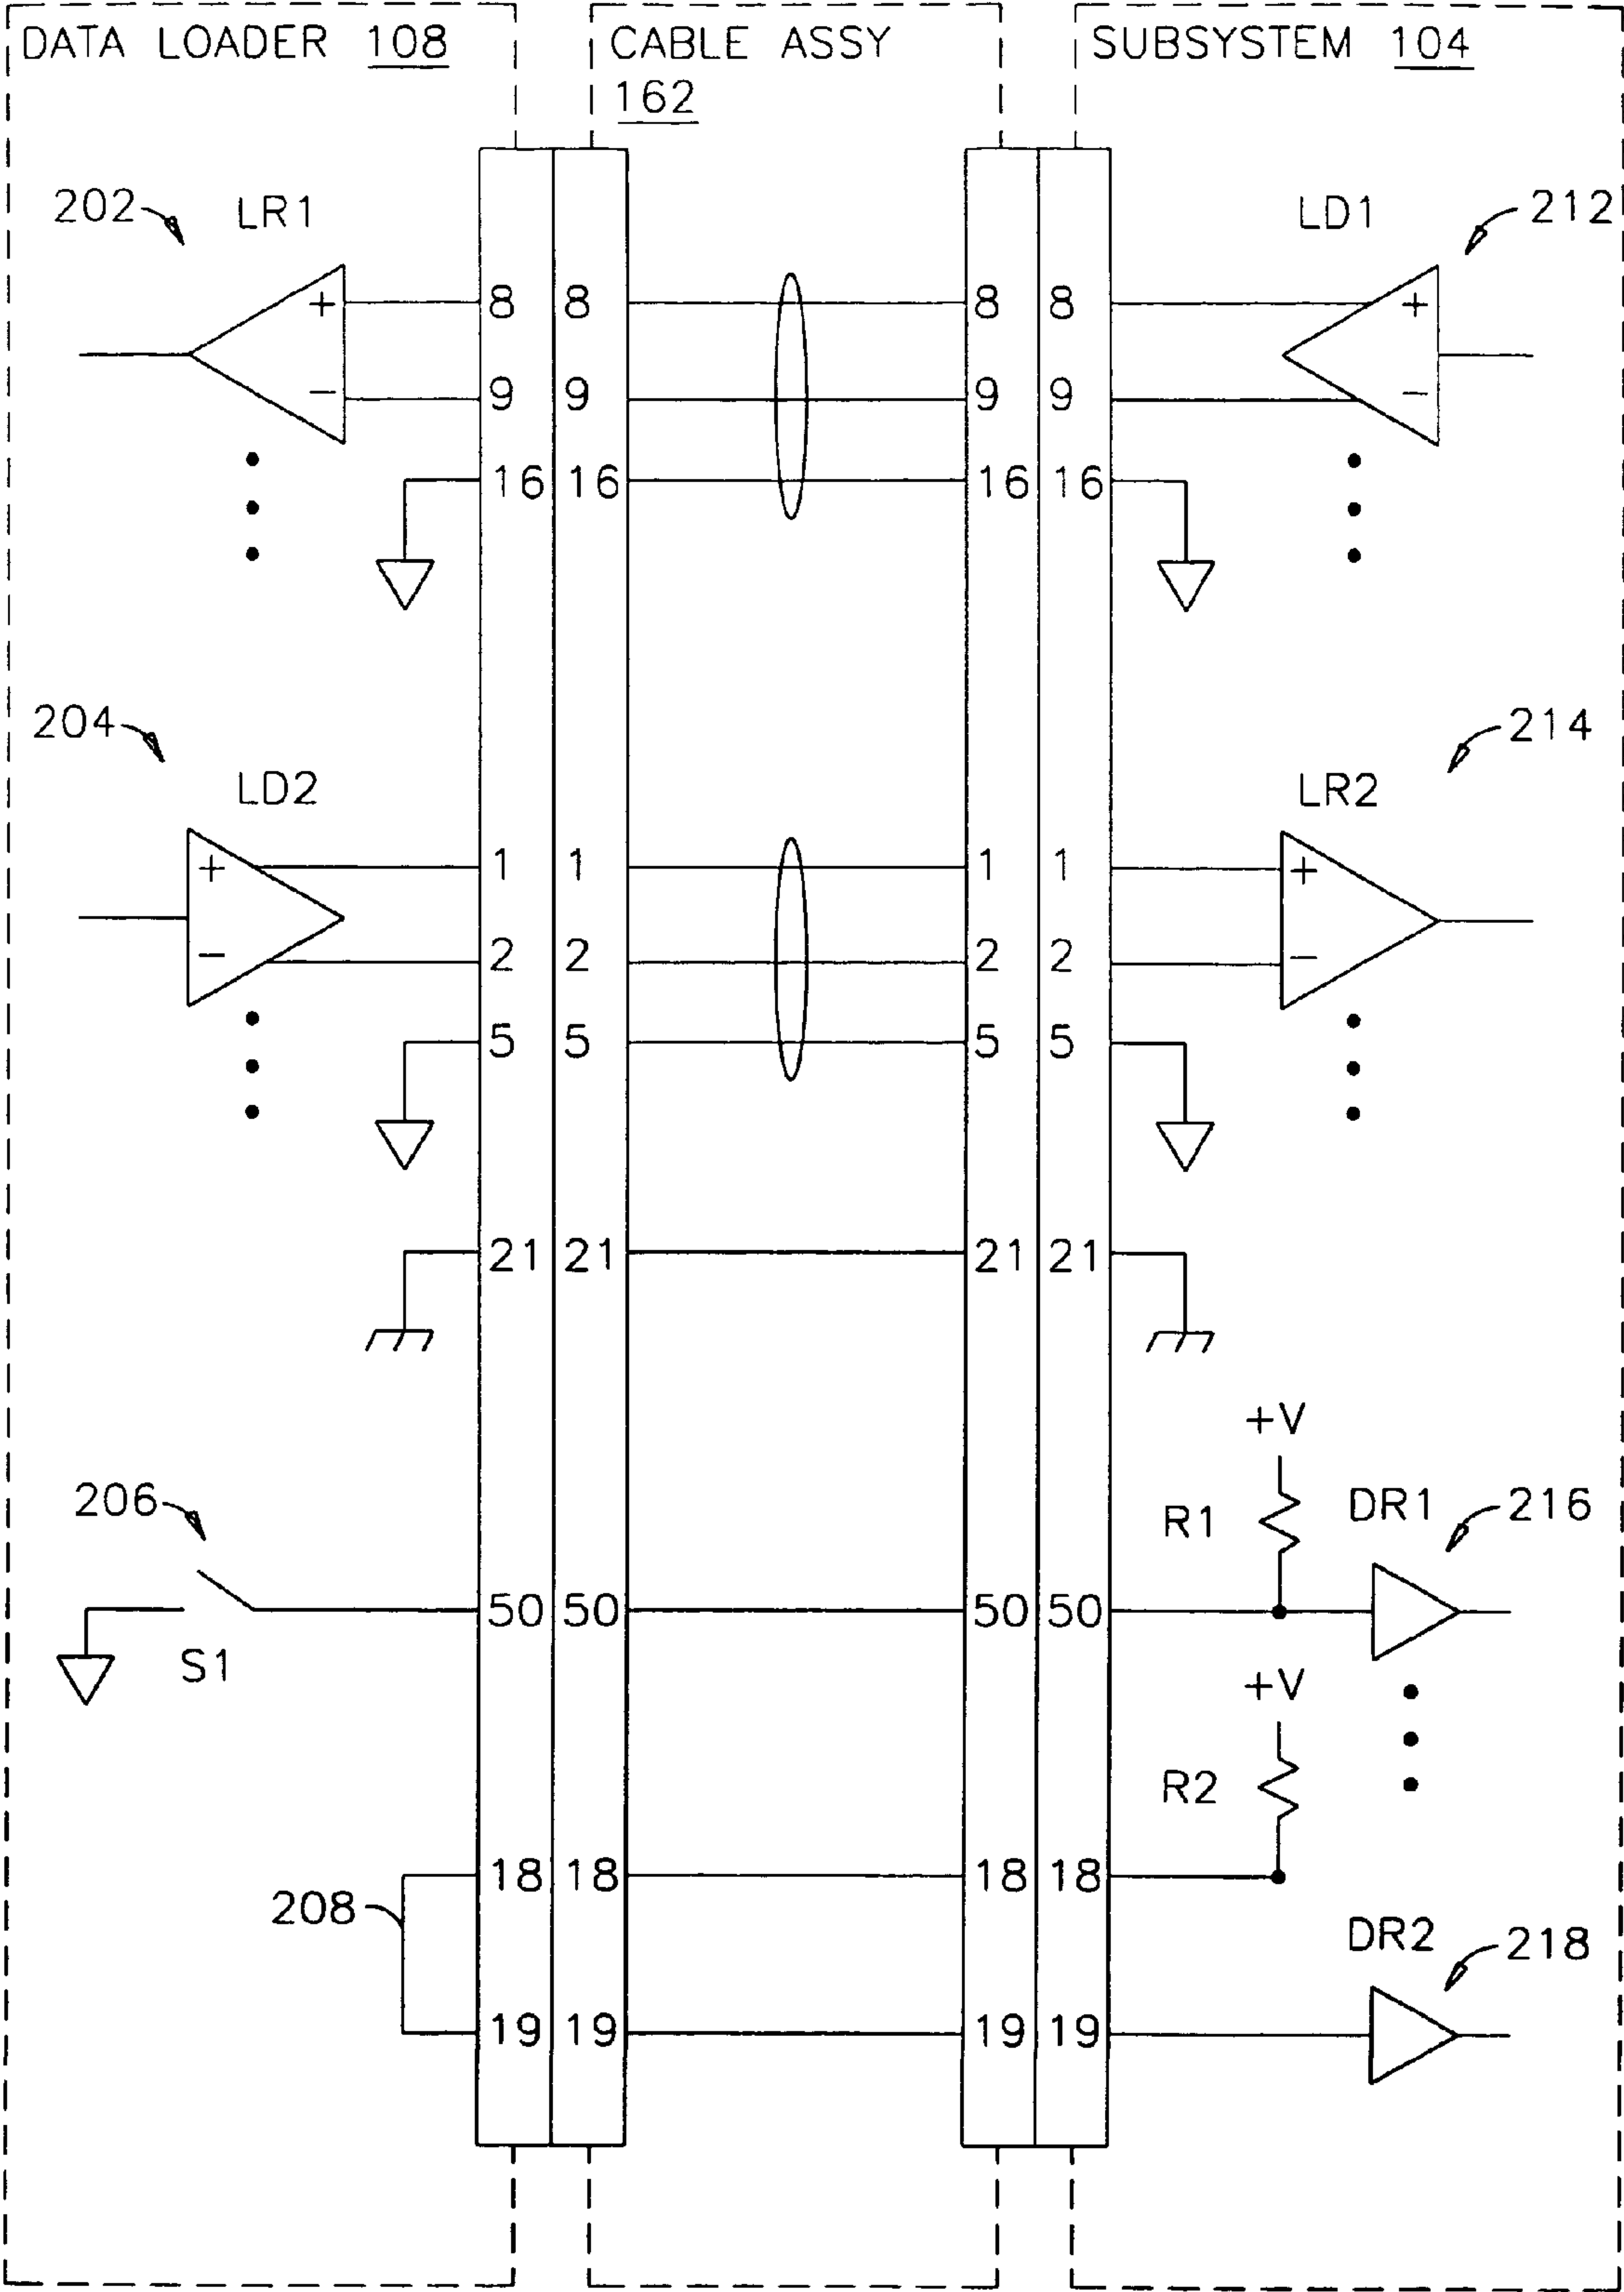 DATA LOADER 108 CABLE ASSY 162 SUBSYSTEM 104
202 LR1 LD1 212
+ 8 8 8 8 +
− 9 9 9 9 −
16 16 16 16
204 LD2 LR2 214
+ 1 1 1 1 +
− 2 2 2 2 −
5 5 5 5
21 21 21 21
+V
206 R1 DR1 216
50 50 50 50
S1 +V
R2
18 18 18 18
208 DR2 218
19 19 19 19